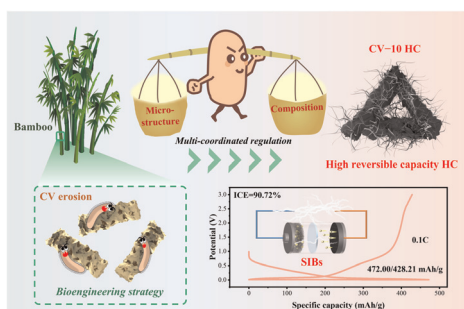 Bamboo
Micro-
structure
Composition
CV−10 HC
Multi-coordinated regulation
High reversible capacity HC
CV erosion
Bioengineering strategy
ICE=90.72%
Potential (V)
3.0
2.5
2.0
1.5
1.0
0.5
0.0
0.1C
SIBs
472.00/428.21 mAh/g
0 100 200 300 400 500
Specific capacity (mAh/g)